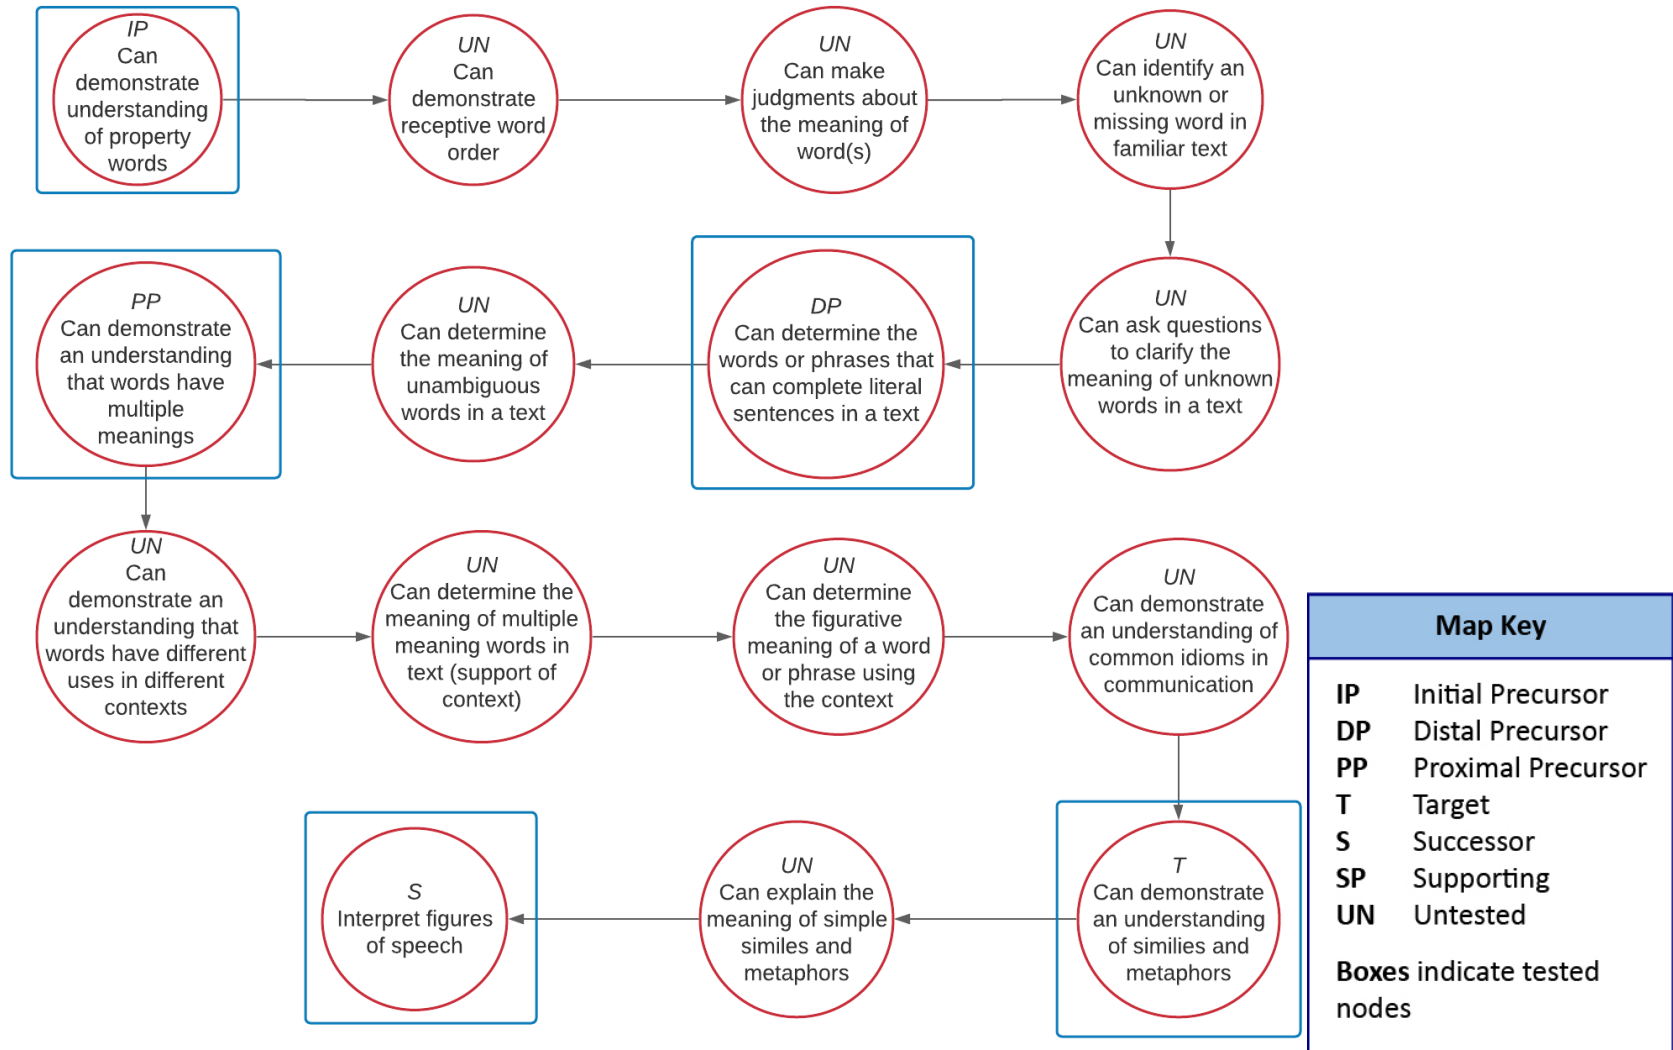 IP
Can
demonstrate
understanding
of property
words
UN
Can
demonstrate
receptive word
order
UN
Can make
judgments about
the meaning of
word(s)
UN
Can identify an
unknown or
missing word in
familiar text
UN
Can ask questions
to clarify the
meaning of unknown
words in a text
DP
Can determine the
words or phrases that
can complete literal
sentences in a text
UN
Can determine
the meaning of
unambiguous
words in a text
PP
Can demonstrate
an understanding
that words have
multiple
meanings
UN
Can
demonstrate an
understanding that
words have different
uses in different
contexts
UN
Can determine the
meaning of multiple
meaning words in
text (support of
context)
UN
Can determine
the figurative
meaning of a word
or phrase using
the context
UN
Can demonstrate
an understanding of
common idioms in
communication
T
Can demonstrate
an understanding
of similies and
metaphors
UN
Can explain the
meaning of simple
similes and
metaphors
S
Interpret figures
of speech
Map Key
IP Initial Precursor
DP Distal Precursor
PP Proximal Precursor
T Target
S Successor
SP Supporting
UN Untested
Boxes indicate tested
nodes